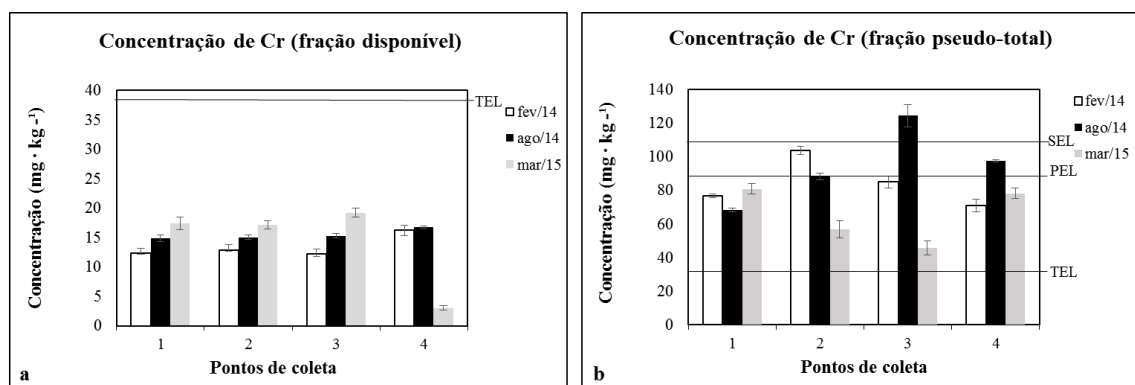 Concentração de Cr (fração disponível)
Concentração (mg · kg -¹)
40
35
30
25
20
15
10
5
0
TEL
fev/14
ago/14
mar/15
1 2 3 4
Pontos de coleta
a
Concentração de Cr (fração pseudo-total)
Concentração (mg · kg -¹)
140
120
100
80
60
40
20
0
SEL
PEL
TEL
fev/14
ago/14
mar/15
1 2 3 4
Pontos de coleta
b